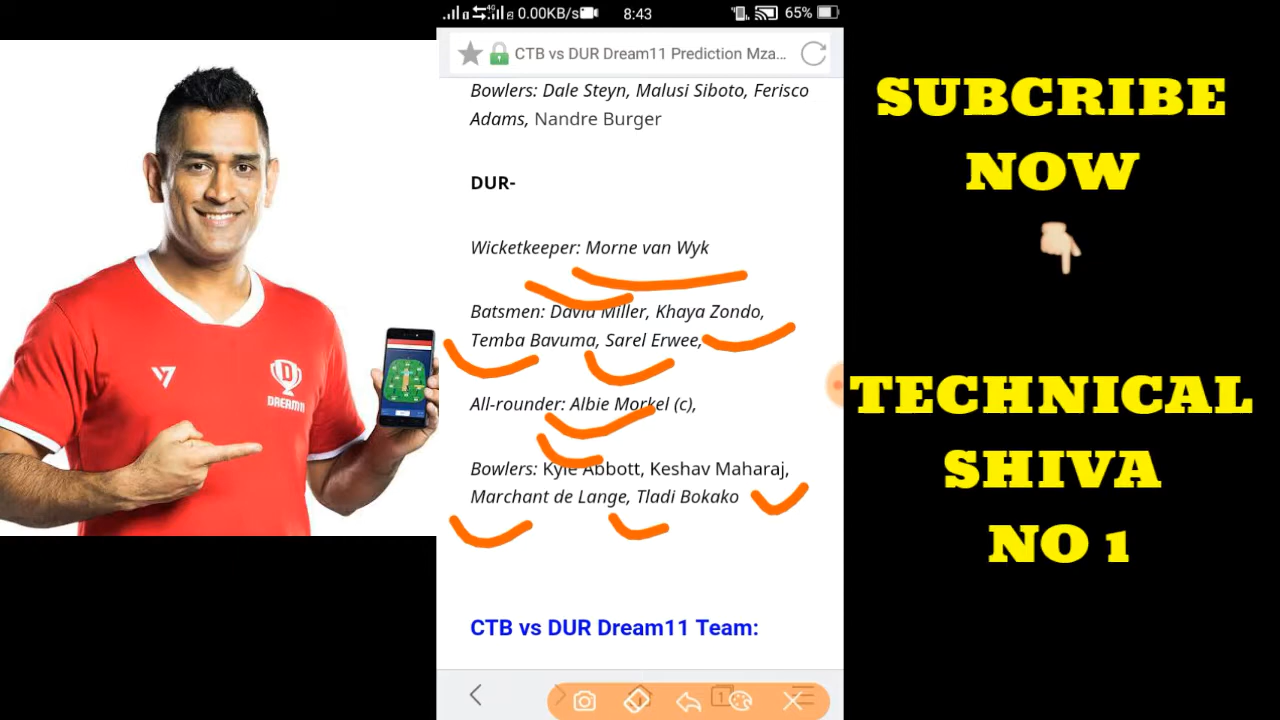 0.00KB/s
8:43
65%
CTB vs DUR Dream11 Prediction Mza...
Bowlers: Dale Steyn, Malusi Siboto, Ferisco
Adams, Nandre Burger
DUR-
Wicketkeeper: Morne van Wyk
Batsmen: David Miller, Khaya Zondo,
Temba Bavuma, Sarel Erwee,
All-rounder: Albie Morkel (c),
Bowlers: Kyle Abbott, Keshav Maharaj,
Marchant de Lange, Tladi Bokako
CTB vs DUR Dream11 Team:
1
SUBCRIBE
NOW
TECHNICAL
SHIVA
NO 1
D